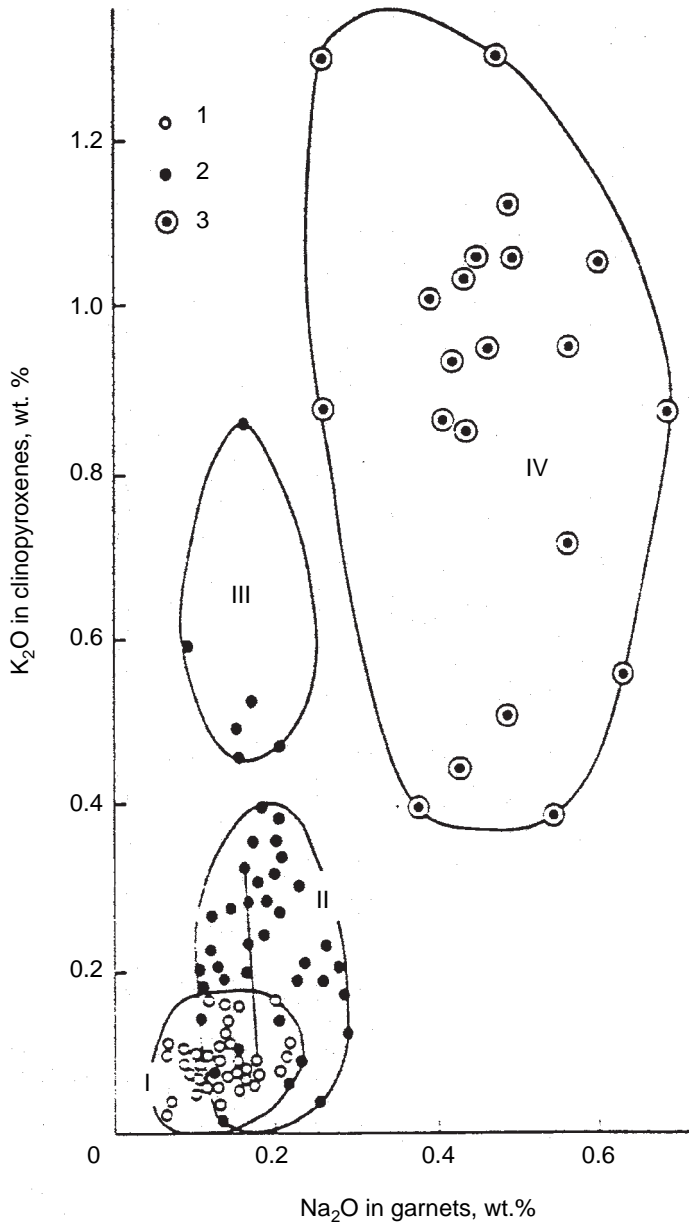 1
2
3
1.2
1.0
0.8
0.6
0.4
0.2
0
0.2
0.4
0.6
I
II
III
IV
K₂O in clinopyroxenes, wt. %
Na₂O in garnets, wt.%